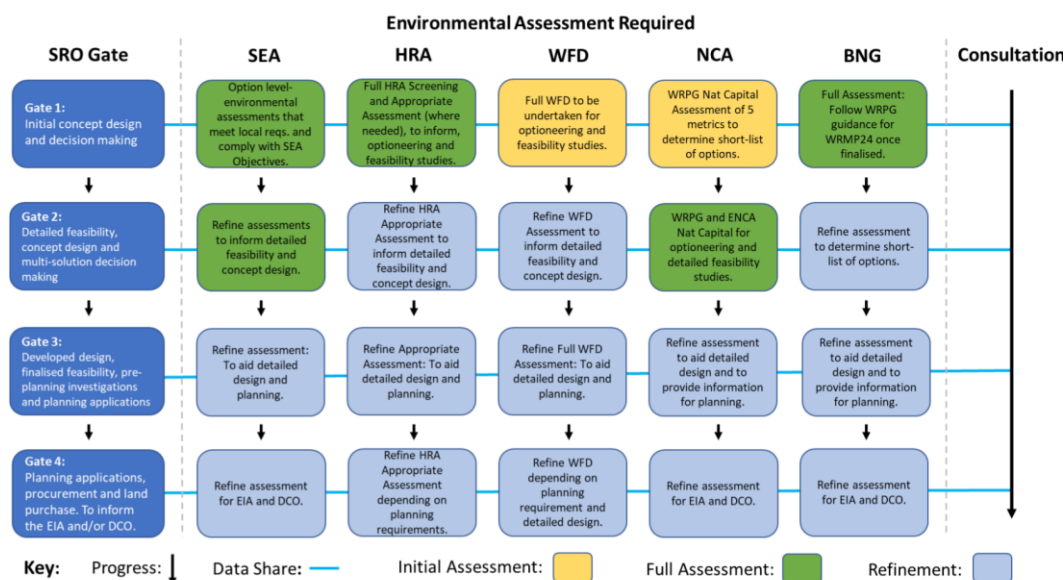 Environmental Assessment Required
SRO Gate
SEA
HRA
WFD
NCA
BNG
Consultation
Gate 1:
Initial concept design
and decision making
Option level-
environmental
assessments that
meet local reqs. and
comply with SEA
Objectives.
Full HRA Screening and
Appropriate
Assessment (where
needed), to inform,
optioneering and
feasibility studies.
Full WFD to be
undertaken for
optioneering and
feasibility studies.
WRPG Nat Capital
Assessment of 5
metrics to
determine short-list
of options.
Full Assessment:
Follow WRPG
guidance for
WRMP24 once
finalised.
Gate 2:
Detailed feasibility,
concept design and
multi-solution decision
making
Refine assessments
to inform detailed
feasibility and
concept design.
Refine HRA
Appropriate
Assessment to
inform detailed
feasibility and
concept design.
Refine WFD
Assessment to
inform detailed
feasibility and
concept design.
WRPG and ENCA
Nat Capital for
optioneering and
detailed feasibility
studies.
Refine assessment
to determine short-
list of options.
Gate 3:
Developed design,
finalised feasibility, pre-
planning investigations
and planning applications
Refine assessment:
To aid detailed
design and
planning.
Refine Appropriate
Assessment: To aid
detailed design and
planning.
Refine Full WFD
Assessment: To aid
detailed design and
planning.
Refine assessment
to aid detailed
design and to
provide information
for planning.
Refine assessment
to aid detailed
design and to
provide information
for planning.
Gate 4:
Planning applications,
procurement and land
purchase. To inform
the EIA and/or DCO.
Refine assessment
for EIA and DCO.
Refine HRA
Appropriate
Assessment
depending on
planning
requirements.
Refine WFD
depending on
planning
requirement and
detailed design.
Refine assessment
for EIA and DCO.
Refine assessment
for EIA and DCO.
Key:
Progress:
Data Share:
Initial Assessment:
Full Assessment:
Refinement: